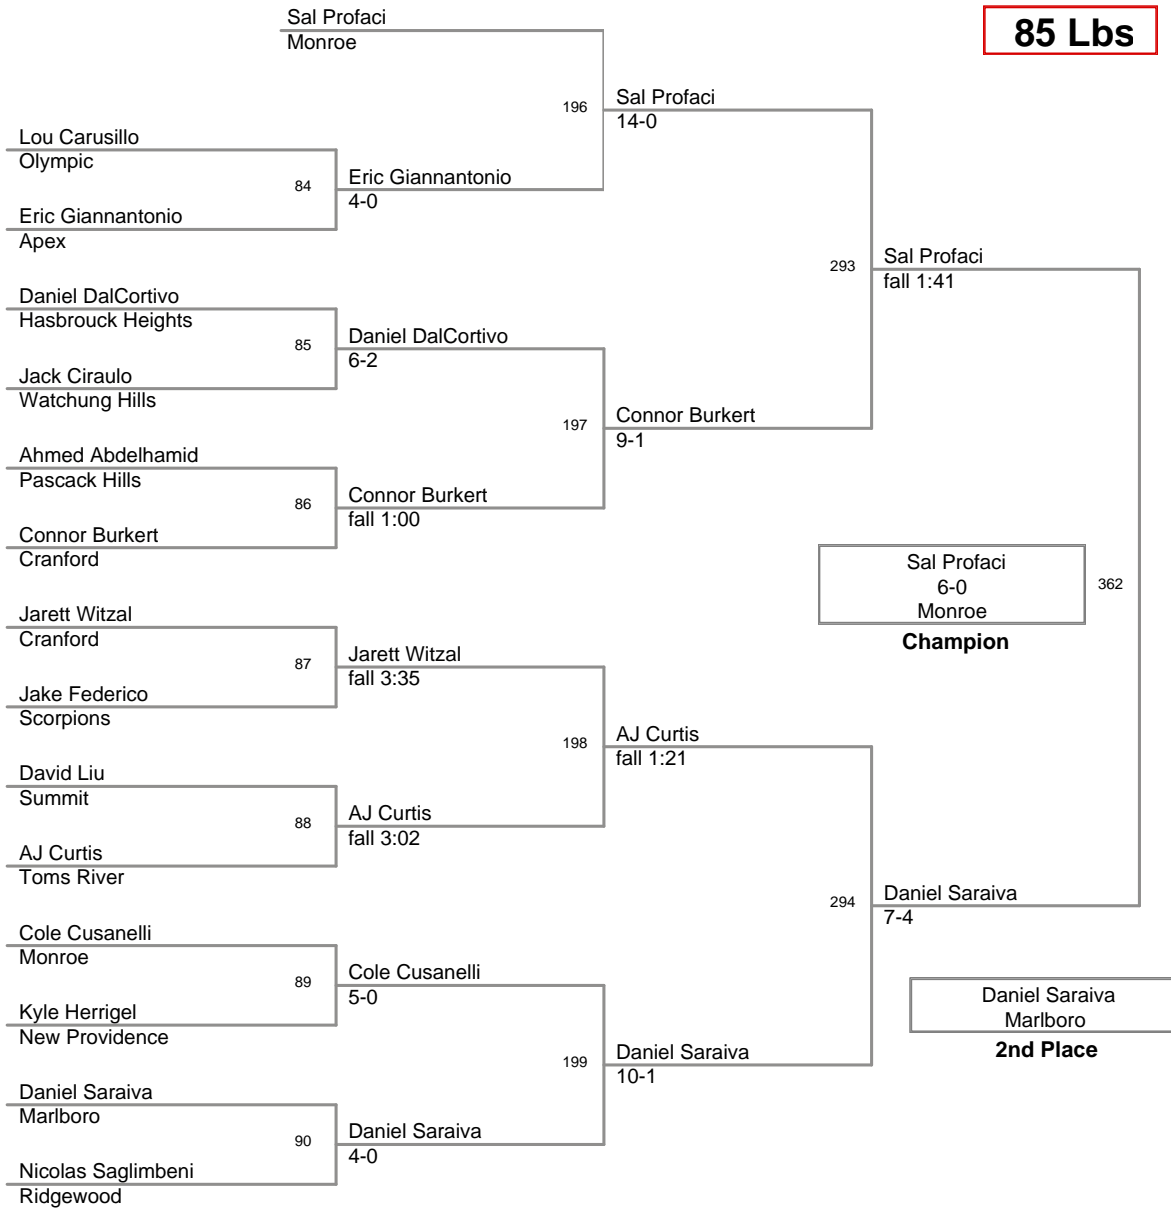 Sal Profaci
Monroe
85 Lbs
196
Sal Profaci
14-0
Lou Carusillo
Olympic
84
Eric Giannantonio
4-0
Eric Giannantonio
Apex
293
Sal Profaci
fall 1:41
Daniel DalCortivo
Hasbrouck Heights
85
Daniel DalCortivo
6-2
Jack Ciraulo
Watchung Hills
197
Connor Burkert
9-1
Ahmed Abdelhamid
Pascack Hills
86
Connor Burkert
fall 1:00
Connor Burkert
Cranford
Sal Profaci
6-0
Monroe
362
Champion
Jarett Witzal
Cranford
87
Jarett Witzal
fall 3:35
Jake Federico
Scorpions
198
AJ Curtis
fall 1:21
David Liu
Summit
88
AJ Curtis
fall 3:02
AJ Curtis
Toms River
294
Daniel Saraiva
7-4
Cole Cusanelli
Monroe
89
Cole Cusanelli
5-0
Kyle Herrigel
New Providence
Daniel Saraiva
Marlboro
2nd Place
199
Daniel Saraiva
10-1
Daniel Saraiva
Marlboro
90
Daniel Saraiva
4-0
Nicolas Saglimbeni
Ridgewood